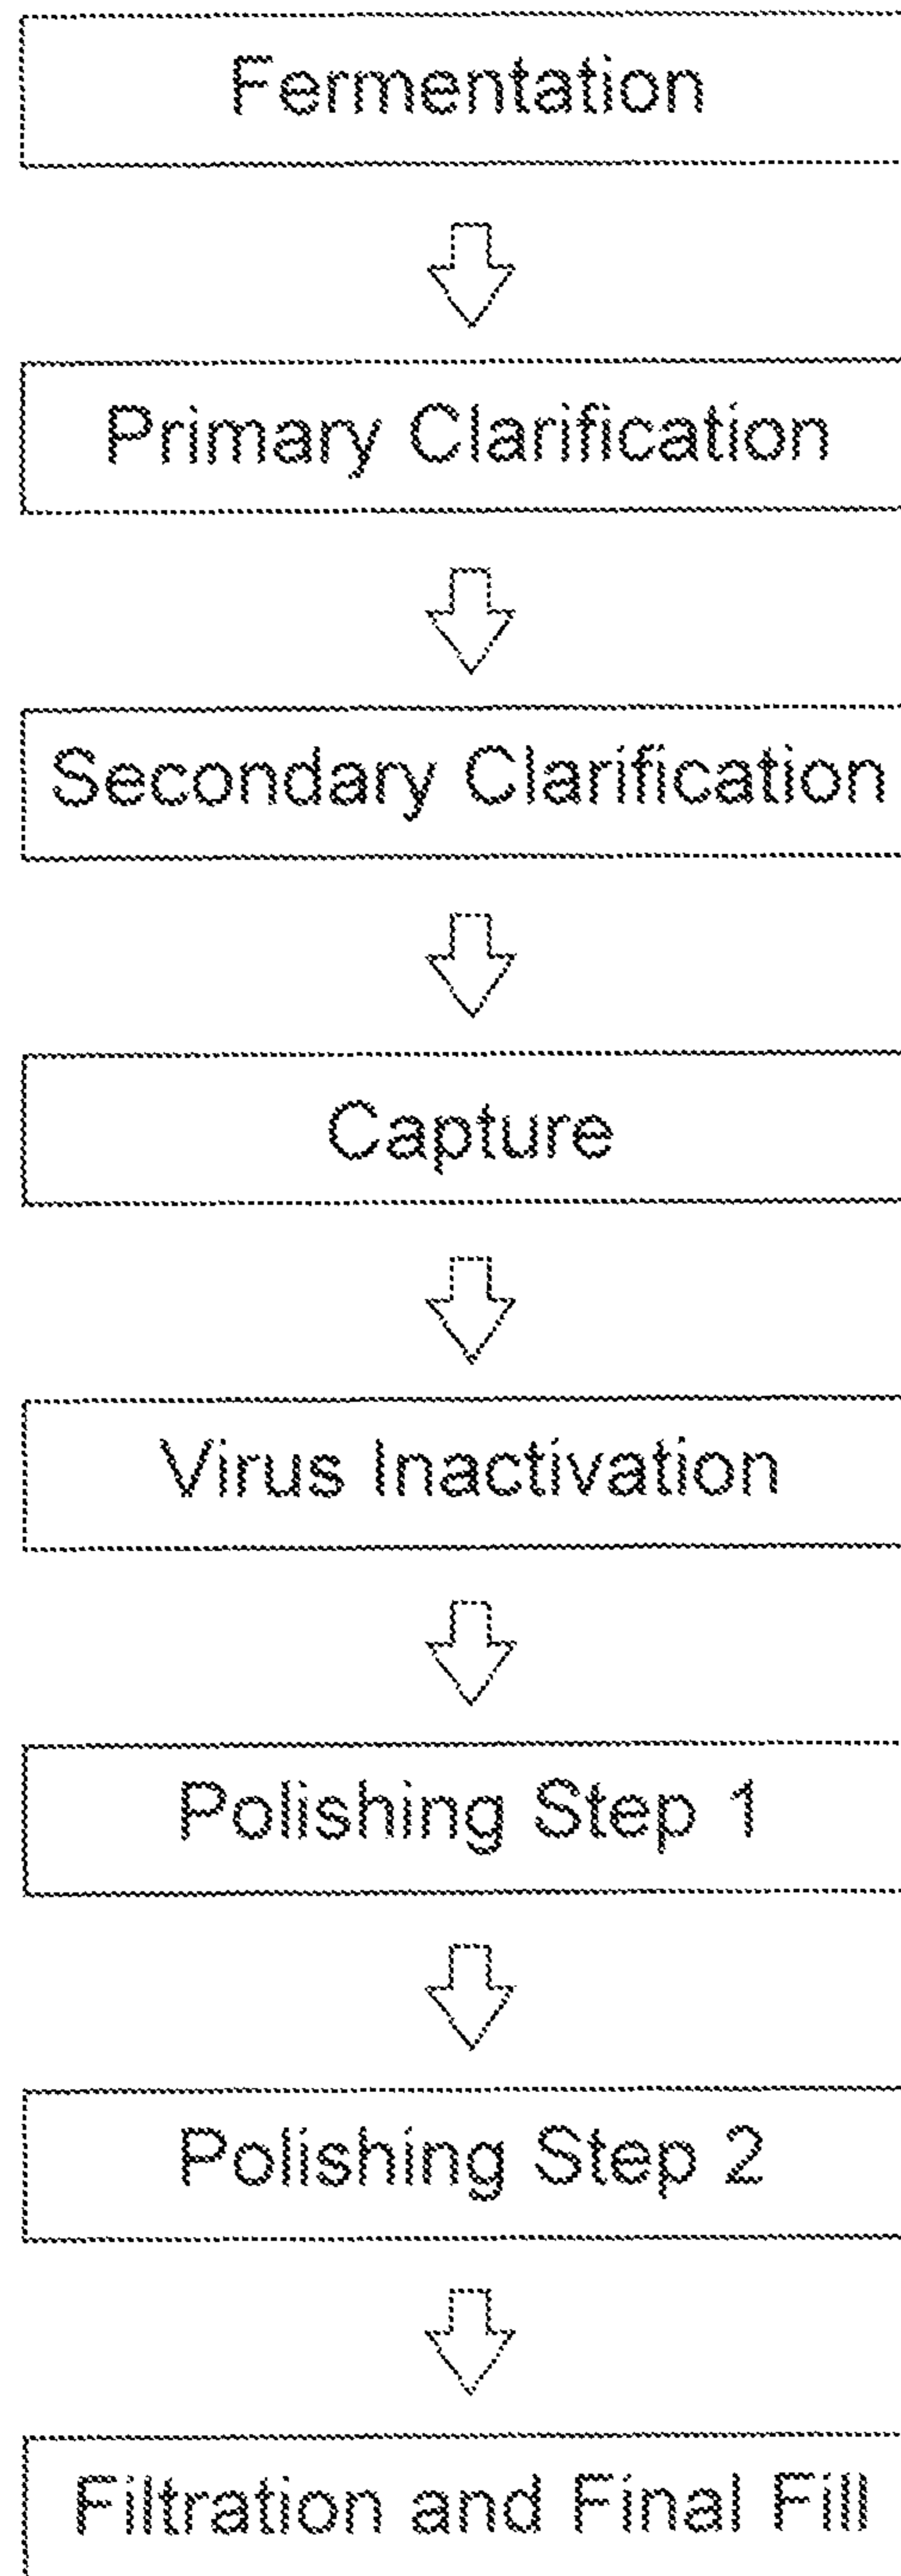 Fermentation
Primary Clarification
Secondary Clarification
Capture
Virus Inactivation
Polishing Step 1
Polishing Step 2
Filtration and Final Fill